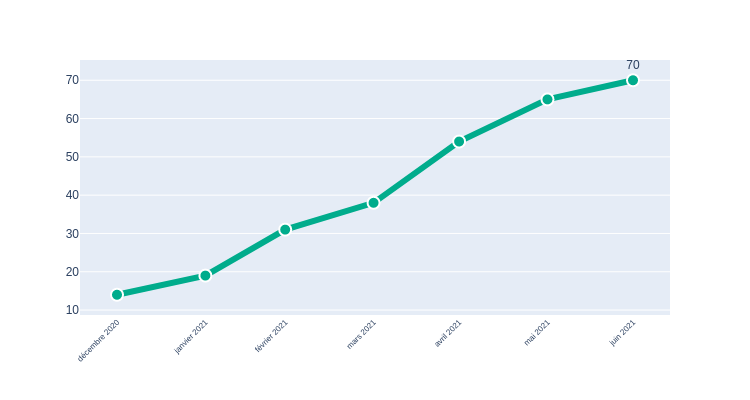 70
70
60
50
40
30
20
10
décembre 2020
janvier 2021
février 2021
mars 2021
avril 2021
mai 2021
juin 2021